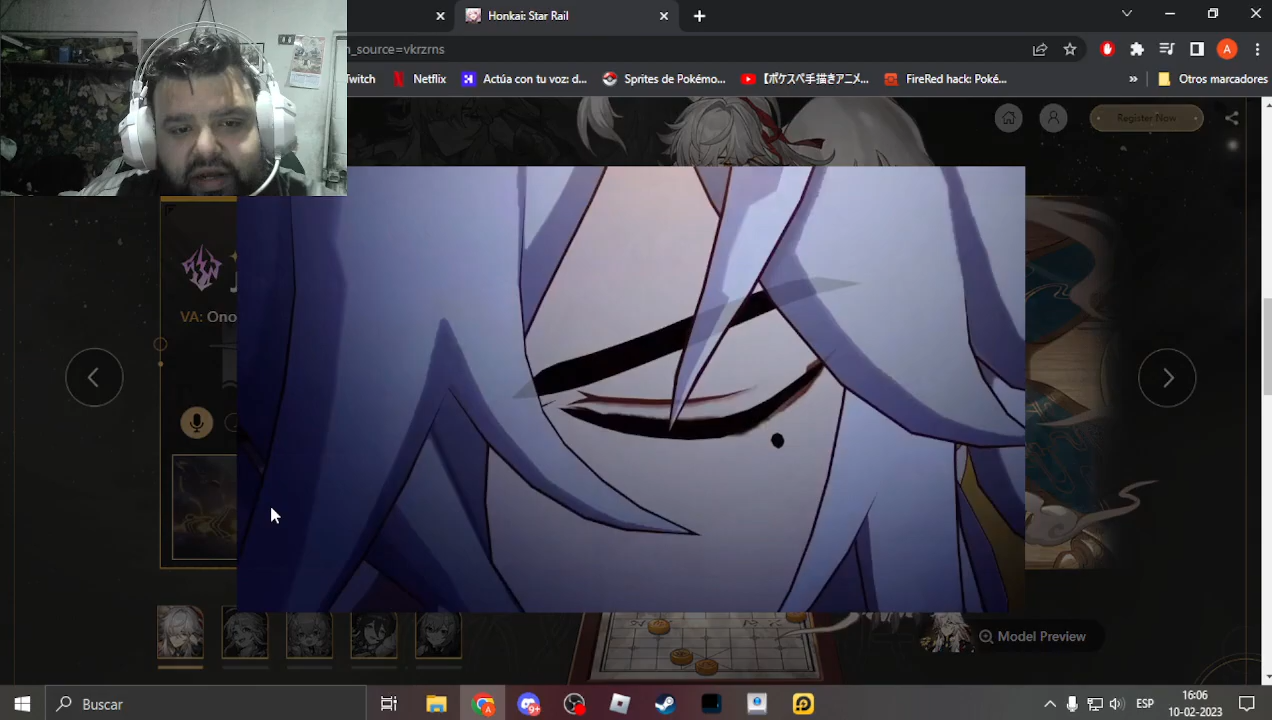 Honkai: Star Rail
n_source=vkrzrns
Twitch
Netflix
Actúa con tu voz: d...
Sprites de Pokémo...
【ポケスペ手描きアニメ...
FireRed hack: Poké...
»
Otros marcadores
A
Register Now
VA: Ono
Model Preview
Buscar
9+
ESP
16:06
10-02-2023